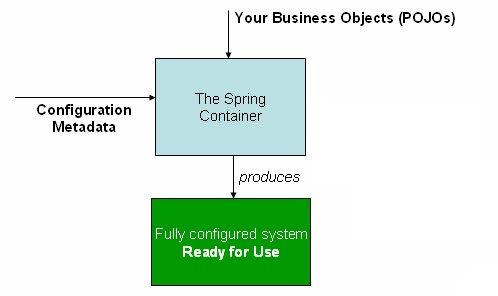 Your Business Objects (POJOs)
The Spring
Container
Configuration
Metadata
produces
Fully configured system
Ready for Use